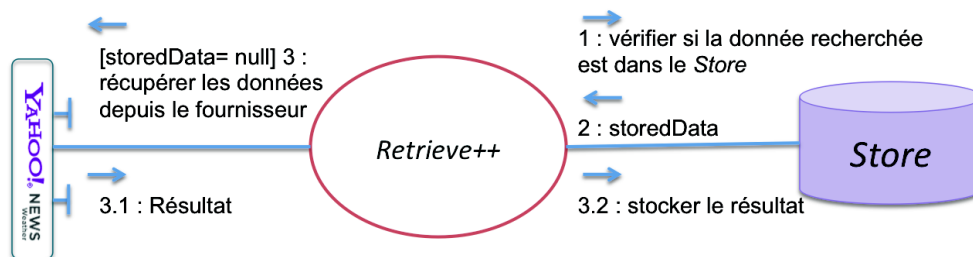 [storedData= null] 3 :
récupérer les données
depuis le fournisseur
1 : vérifier si la donnée recherchée
est dans le Store
YAHOO!® NEWS
Weather
Retrieve++
2 : storedData
Store
3.1 : Résultat
3.2 : stocker le résultat